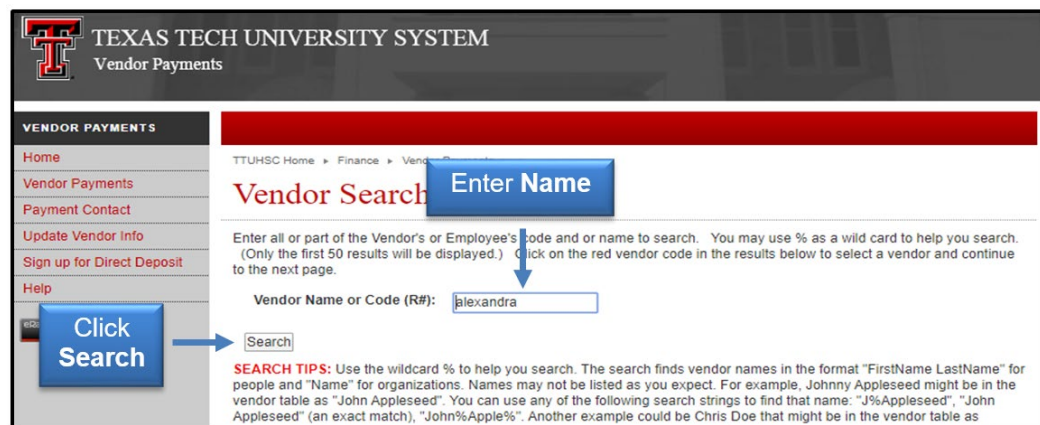 TEXAS TECH UNIVERSITY SYSTEM
Vendor Payments
VENDOR PAYMENTS
Home
Vendor Payments
Payment Contact
Update Vendor Info
Sign up for Direct Deposit
Help
TTUHSC Home ▸ Finance ▸
Vendor Search
Enter Name
Enter all or part of the Vendor's or Employee's code and or name to search. You may use % as a wild card to help you search.
(Only the first 50 results will be displayed.) Click on the red vendor code in the results below to select a vendor and continue
to the next page.
Vendor Name or Code (R#): alexandra
Click
Search
Search
SEARCH TIPS: Use the wildcard % to help you search. The search finds vendor names in the format "FirstName LastName" for
people and "Name" for organizations. Names may not be listed as you expect. For example, Johnny Appleseed might be in the
vendor table as "John Appleseed". You can use any of the following search strings to find that name: "J%Appleseed", "John
Appleseed" (an exact match), "John%Apple%". Another example could be Chris Doe that might be in the vendor table as